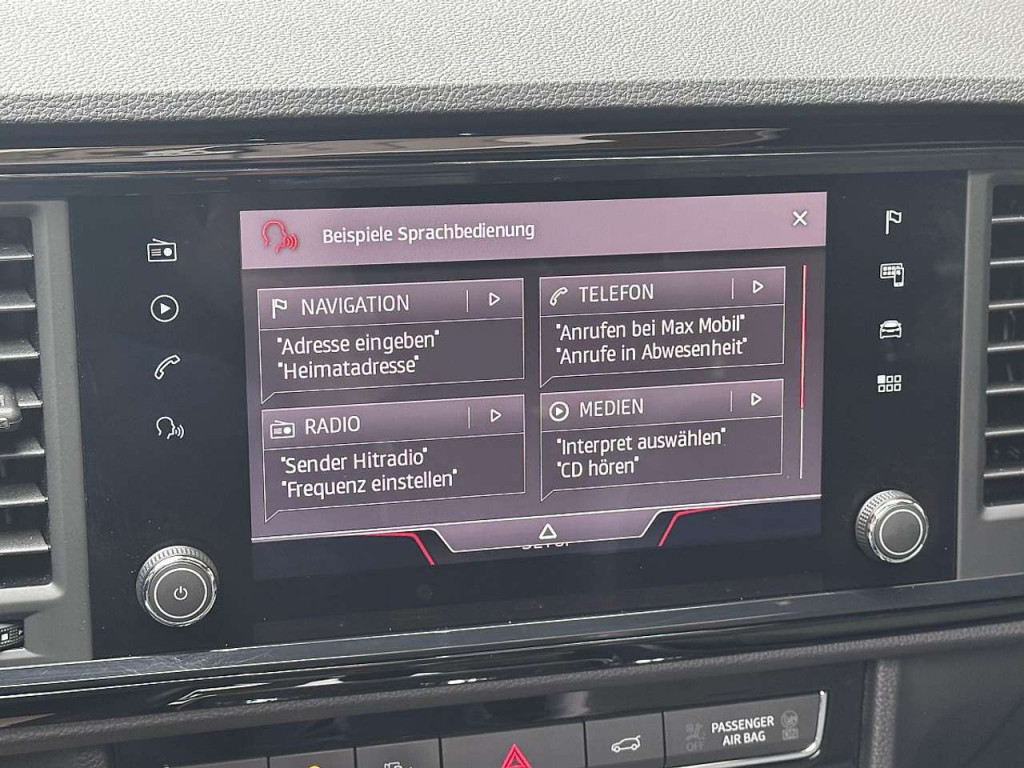 Beispiele Sprachbedienung
NAVIGATION
"Adresse eingeben"
"Heimatadresse"
TELEFON
"Anrufen bei Max Mobil"
"Anrufe in Abwesenheit"
RADIO
"Sender Hitradio"
"Frequenz einstellen"
MEDIEN
"Interpret auswählen"
"CD hören"
OFF
PASSENGER
AIR BAG
ON